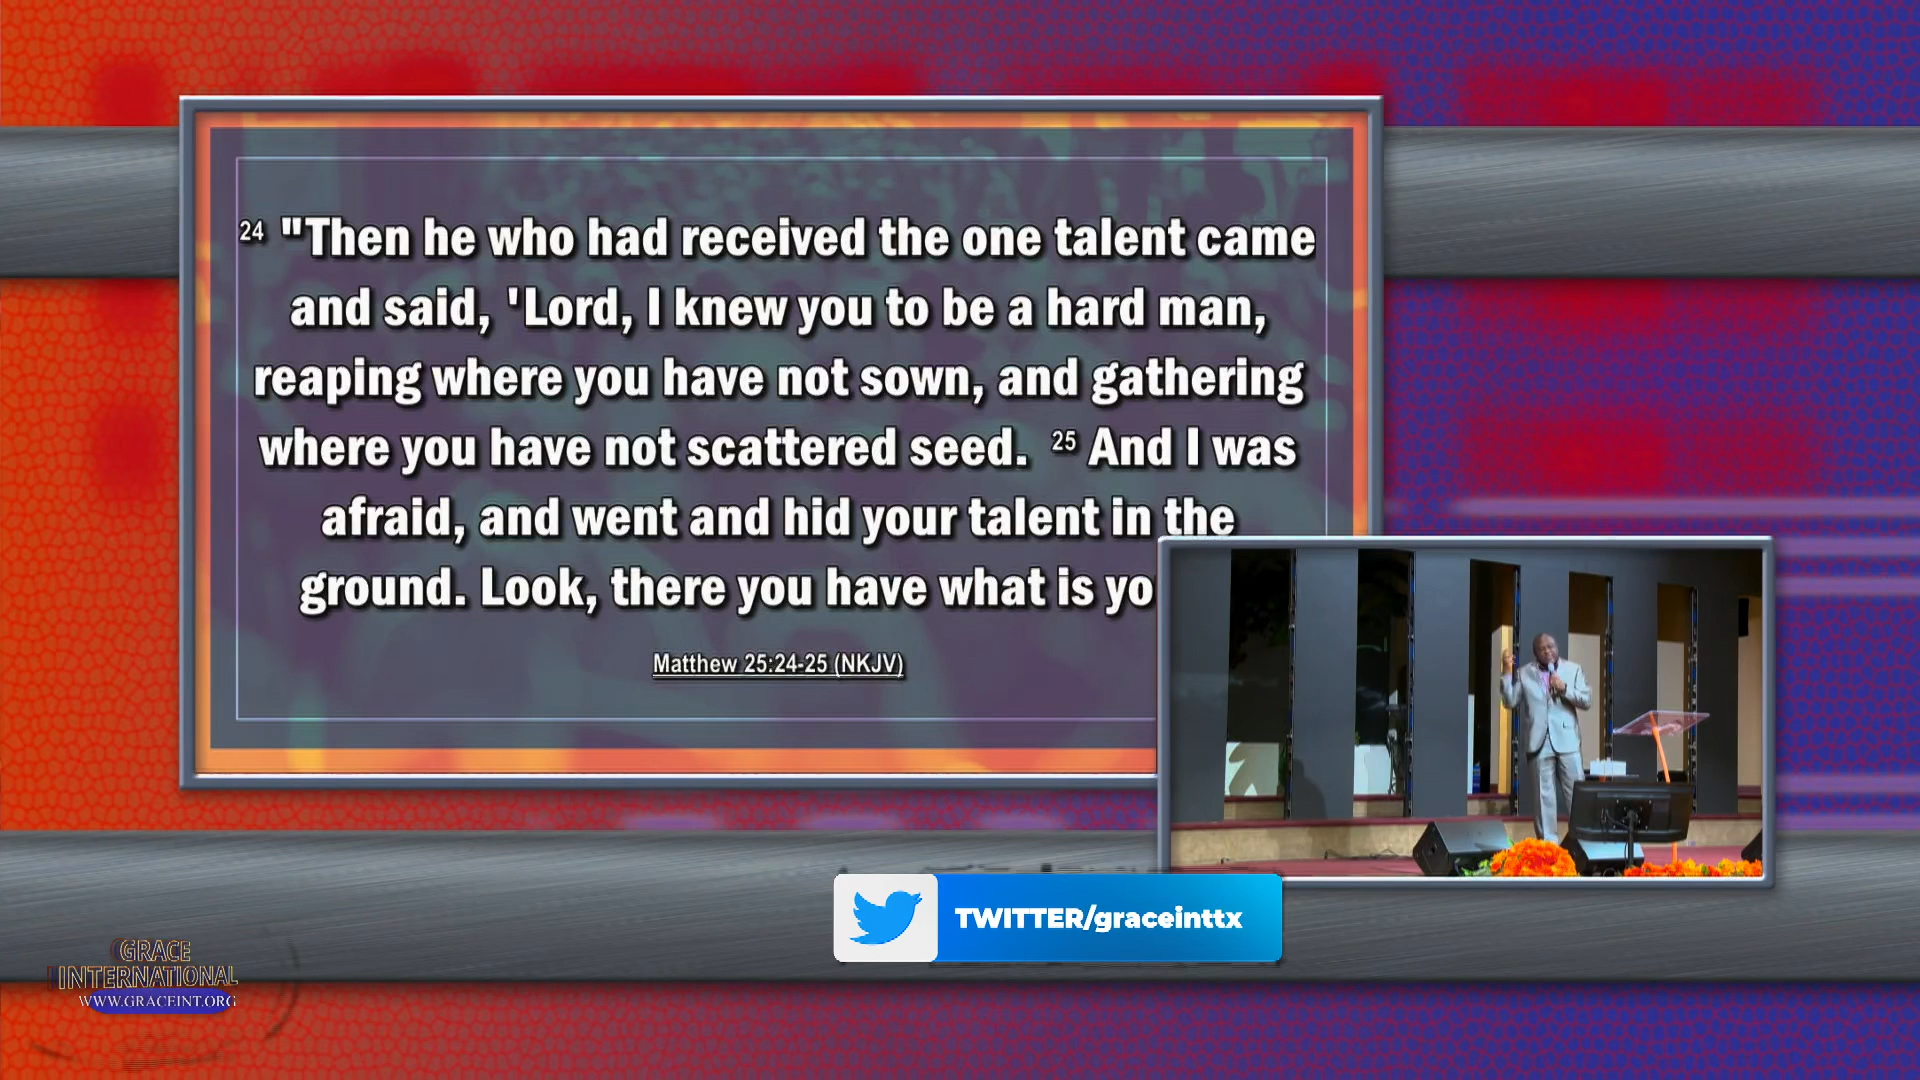 24 "Then he who had received the one talent came
and said, 'Lord, I knew you to be a hard man,
reaping where you have not sown, and gathering
where you have not scattered seed. 25 And I was
afraid, and went and hid your talent in the
ground. Look, there you have what is yo
Matthew 25:24-25 (NKJV)
TWITTER/graceinttx
GRACE
INTERNATIONAL
WWW.GRACEINT.ORG